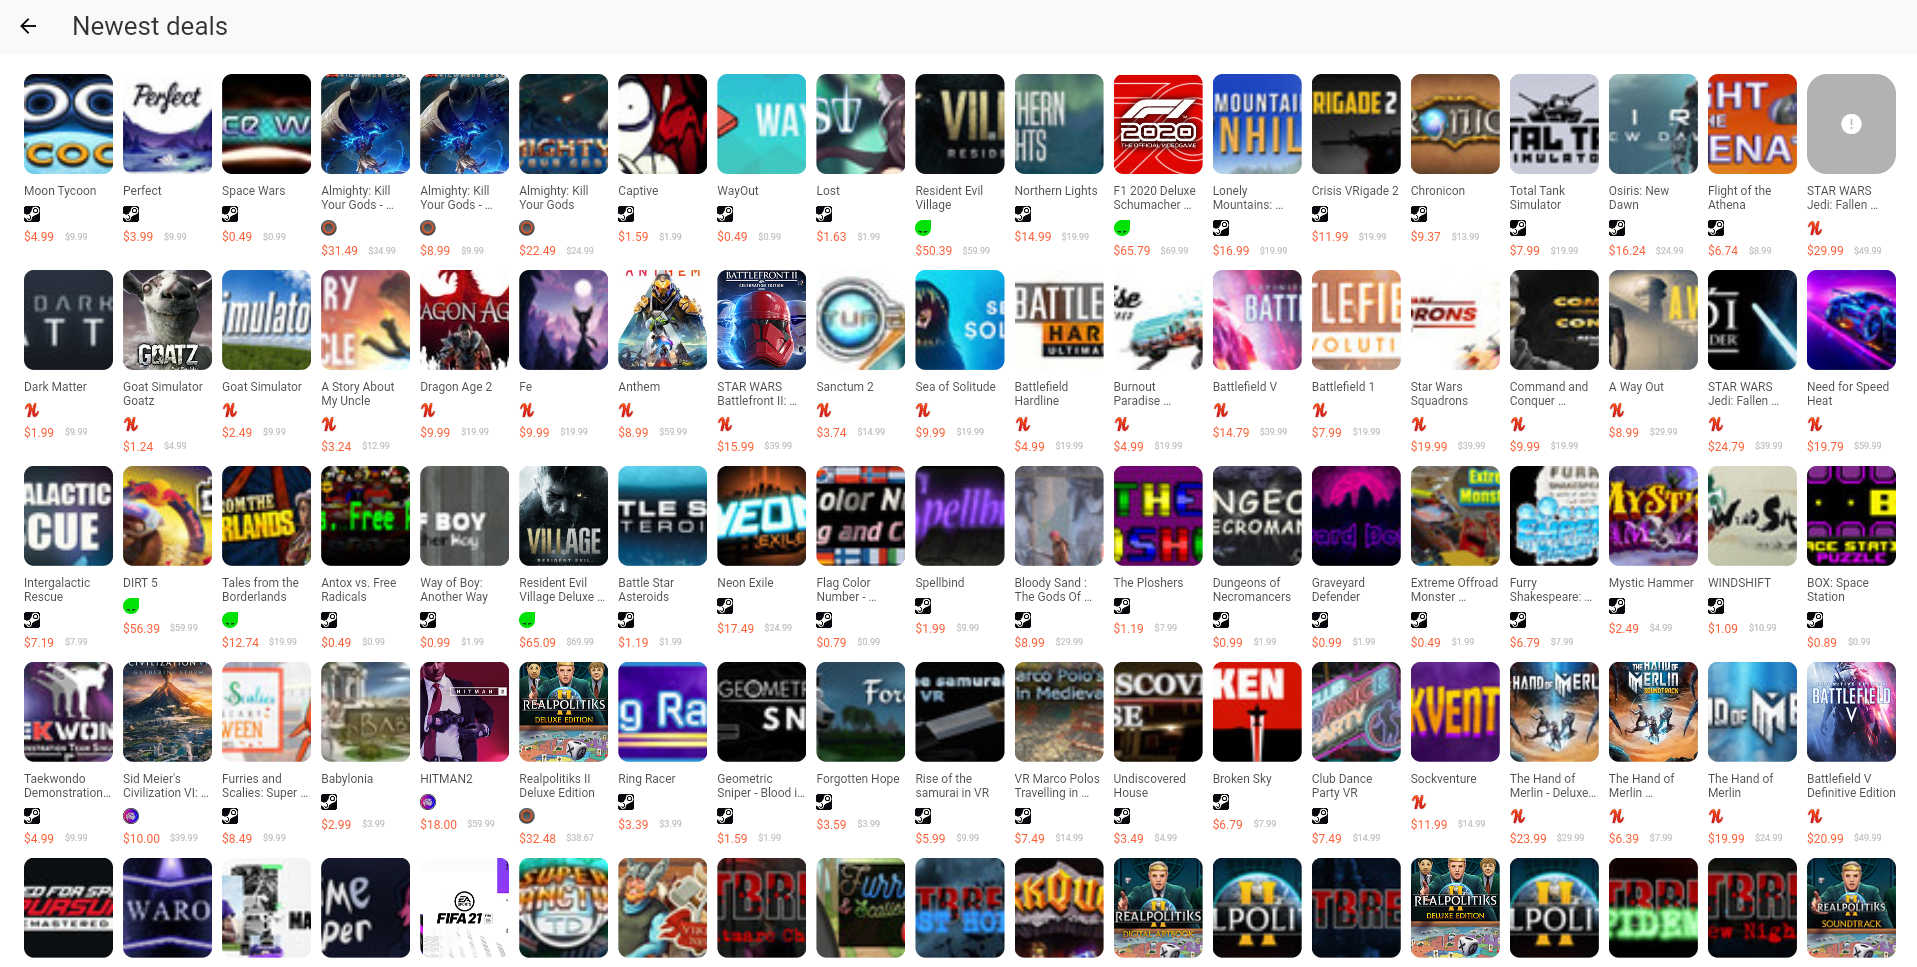 Newest deals
Moon Tycoon
$4.99 $9.99
Perfect
$3.99 $9.99
Space Wars
$0.49 $0.99
Almighty: Kill
Your Gods - ...
$31.49 $34.99
Almighty: Kill
Your Gods - ...
$8.99 $9.99
Almighty: Kill
Your Gods
$22.49 $24.99
Captive
$1.59 $1.99
WayOut
$0.49 $0.99
Lost
$1.63 $1.99
Resident Evil
Village
$50.39 $59.99
Northern Lights
$14.99 $19.99
F1 2020 Deluxe
Schumacher ...
$65.79 $69.99
Lonely
Mountains: ...
$16.99 $19.99
Crisis VRigade 2
$11.99 $19.99
Chronicon
$9.37 $13.99
Total Tank
Simulator
$7.99 $19.99
Osiris: New
Dawn
$16.24 $24.99
Flight of the
Athena
$6.74 $8.99
STAR WARS
Jedi: Fallen ...
$29.99 $49.99
Dark Matter
$1.99 $9.99
Goat Simulator
Goatz
$1.24 $4.99
Goat Simulator
$2.49 $9.99
A Story About
My Uncle
$3.24 $12.99
Dragon Age 2
$9.99 $19.99
Fe
$9.99 $19.99
Anthem
$8.99 $59.99
STAR WARS
Battlefront II: ...
$15.99 $39.99
Sanctum 2
$3.74 $14.99
Sea of Solitude
$9.99 $19.99
Battlefield
Hardline
$4.99 $19.99
Burnout
Paradise ...
$4.99 $19.99
Battlefield V
$14.79 $39.99
Battlefield 1
$7.99 $19.99
Star Wars
Squadrons
$19.99 $39.99
Command and
Conquer ...
$9.99 $19.99
A Way Out
$8.99 $29.99
STAR WARS
Jedi: Fallen ...
$24.79 $39.99
Need for Speed
Heat
$19.79 $59.99
Intergalactic
Rescue
$7.19 $7.99
DIRT 5
$56.39 $59.99
Tales from the
Borderlands
$12.74 $19.99
Antox vs. Free
Radicals
$0.49 $0.99
Way of Boy:
Another Way
$0.99 $1.99
Resident Evil
Village Deluxe ...
$65.09 $69.99
Battle Star
Asteroids
$1.19 $1.99
Neon Exile
$17.49 $24.99
Flag Color
Number - ...
$0.79 $0.99
Spellbind
$1.99 $9.99
Bloody Sand :
The Gods Of ...
$8.99 $29.99
The Ploshers
$1.19 $7.99
Dungeons of
Necromancers
$0.99 $1.99
Graveyard
Defender
$0.99 $1.99
Extreme Offroad
Monster ...
$0.49 $1.99
Furry
Shakespeare: ...
$6.79 $7.99
Mystic Hammer
$2.49 $4.99
WINDSHIFT
$1.09 $10.99
BOX: Space
Station
$0.89 $0.99
Taekwondo
Demonstration...
$4.99 $9.99
Sid Meier's
Civilization VI: ...
$10.00 $39.99
Furries and
Scalies: Super ...
$8.49 $9.99
Babylonia
$2.99 $3.99
HITMAN2
$18.00 $59.99
Realpolitiks II
Deluxe Edition
$32.48 $38.67
Ring Racer
$3.39 $3.99
Geometric
Sniper - Blood i...
$1.59 $1.99
Forgotten Hope
$3.59 $3.99
Rise of the
samurai in VR
$5.99 $9.99
VR Marco Polos
Travelling in ...
$7.49 $14.99
Undiscovered
House
$3.49 $4.99
Broken Sky
$6.79 $7.99
Club Dance
Party VR
$7.49 $14.99
Sockventure
$11.99 $14.99
The Hand of
Merlin - Deluxe...
$23.99 $29.99
The Hand of
Merlin ...
$6.39 $7.99
The Hand of
Merlin
$19.99 $24.99
Battlefield V
Definitive Edition
$20.99 $49.99
FIFA 21
REALPOLITIKS
DIGITAL ARTBOOK
REALPOLITIKS
DELUXE EDITION
REALPOLITIKS
SOUNDTRACK